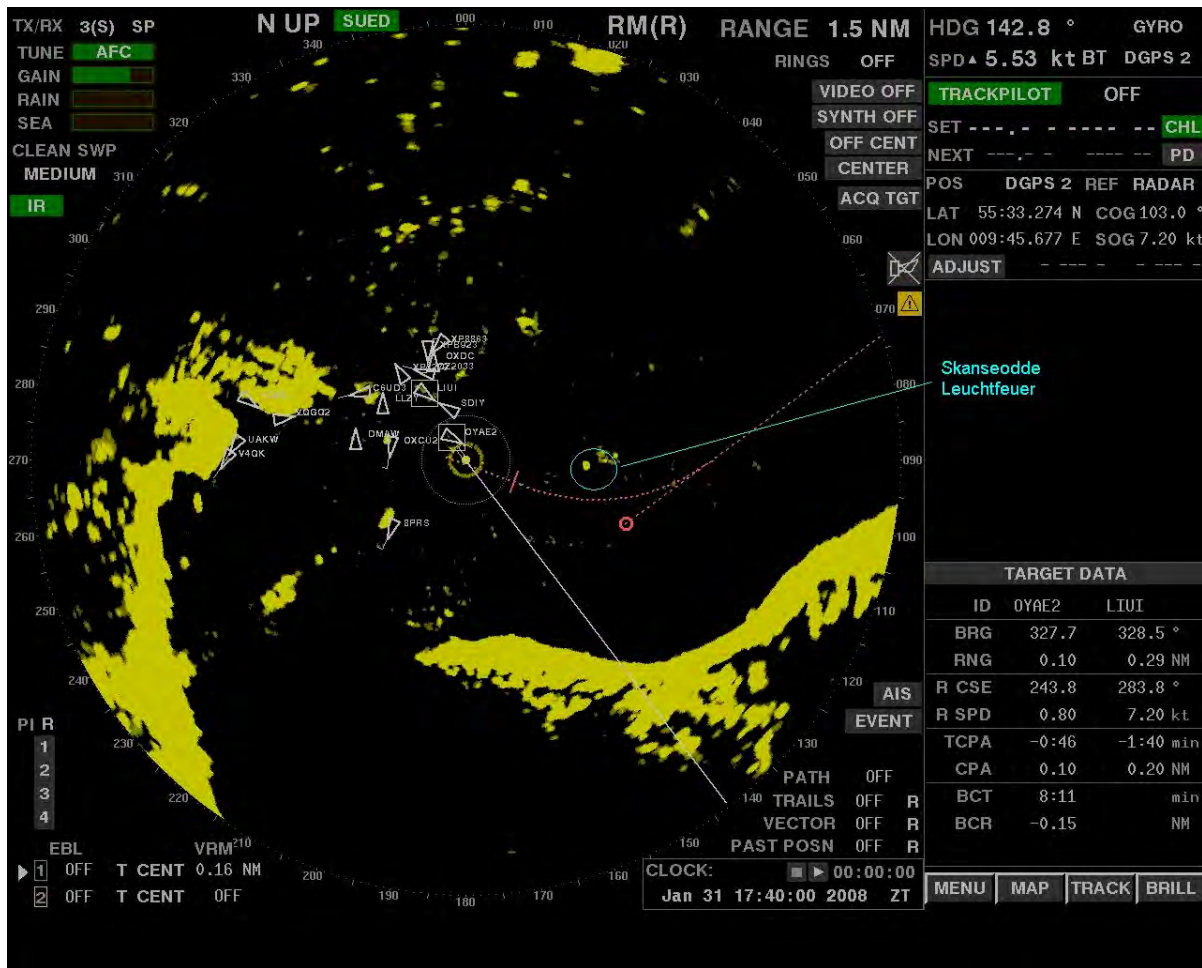 TX/RX 3(S) SP
TUNE AFC
GAIN
RAIN
SEA
CLEAN SWP
MEDIUM
IR
N UP SUED
RM(R) RANGE 1.5 NM
RINGS OFF
VIDEO OFF
SYNTH OFF
OFF CENT
CENTER
ACQ TGT
000
010
020
030
040
050
060
070
080
090
100
110
120
130
140
150
160
180
190
200
210
220
230
240
250
260
270
280
290
300
310
320
330
340
OXDC
LIUI
SDIY
C6UD3
OYAE2
OXCU2
UAKW
V4QK
8PRS
HDG 142.8 ° GYRO
SPD 5.53 kt BT DGPS 2
TRACKPILOT OFF
SET ---.- - ---- -- CHL
NEXT ---.- - ---- -- PD
POS DGPS 2 REF RADAR
LAT 55:33.274 N COG 103.0 °
LON 009:45.677 E SOG 7.20 kt
ADJUST - --- - - --- -
Skanseodde
Leuchtfeuer
TARGET DATA
ID OYAE2 LIUI
BRG 327.7 328.5 °
RNG 0.10 0.29 NM
R CSE 243.8 283.8 °
R SPD 0.80 7.20 kt
TCPA -0:46 -1:40 min
CPA 0.10 0.20 NM
BCT 8:11 min
BCR -0.15 NM
AIS
EVENT
PATH OFF
TRAILS OFF R
VECTOR OFF R
PAST POSN OFF R
PI R
1
2
3
4
EBL VRM
1 OFF T CENT 0.16 NM
2 OFF T CENT OFF
CLOCK: 00:00:00
Jan 31 17:40:00 2008 ZT
MENU MAP TRACK BRILL